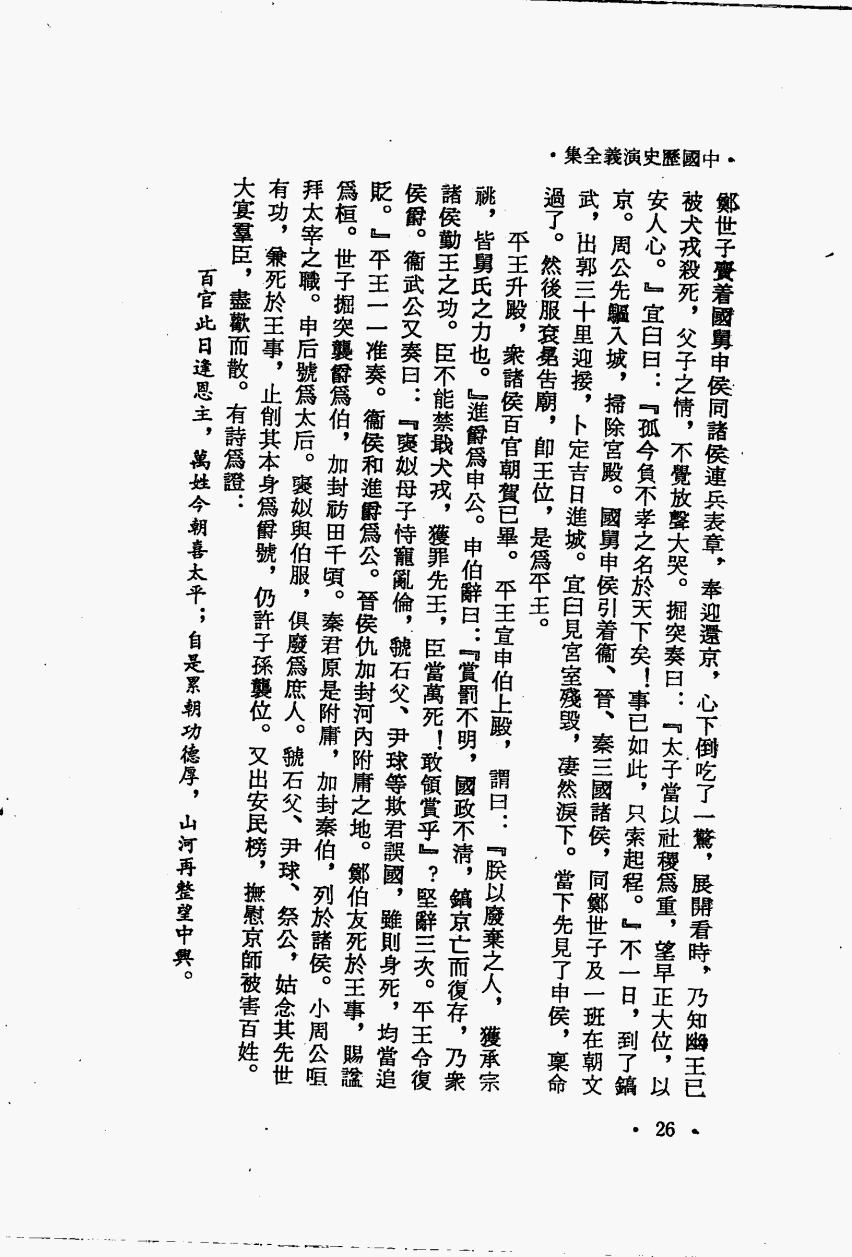 ·中國歷史演義全集·
鄭世子賷着國舅申侯同諸侯連兵表章，奉迎還京，心下倒吃了一驚，展開看時，乃知幽王已
被犬戎殺死，父子之情，不覺放聲大哭。掘突奏曰：『太子當以社稷爲重，望早正大位，以
安人心。』宜臼曰：『孤今負不孝之名於天下矣！事已如此，只索起程。』不一日，到了鎬
京。周公先驅入城，掃除宮殿。國舅申侯引着衞、晉、秦三國諸侯，同鄭世子及一班在朝文
武，出郭三十里迎接，卜定吉日進城。宜臼見宮室殘毀，凄然淚下。當下先見了申侯，稟命
過了。然後服袞冕告廟，卽王位，是爲平王。
平王升殿，衆諸侯百官朝賀已畢。平王宣申伯上殿，謂曰：『朕以廢棄之人，獲承宗
祧，皆舅氏之力也。』進爵爲申公。申伯辭曰：『賞罰不明，國政不淸，鎬京亡而復存，乃衆
諸侯勤王之功。臣不能禁戢犬戎，獲罪先王，臣當萬死！敢領賞乎』？堅辭三次。平王令復
侯爵。衞武公又奏曰：『褒姒母子恃寵亂倫，虢石父、尹球等欺君誤國，雖則身死，均當追
貶。』平王一一准奏。衞侯和進爵爲公。晉侯仇加封河內附庸之地。鄭伯友死於王事，賜諡
爲桓。世子掘突襲爵爲伯，加封祊田千頃。秦君原是附庸，加封秦伯，列於諸侯。小周公咺
拜太宰之職。申后號爲太后。褒姒與伯服，俱廢爲庶人。虢石父、尹球、祭公，姑念其先世
有功，兼死於王事，止削其本身爲爵號，仍許子孫襲位。又出安民榜，撫慰京師被害百姓。
大宴羣臣，盡歡而散。有詩爲證：
百官此日逢恩主，萬姓今朝喜太平；自是累朝功德厚，山河再整望中興。
·26·